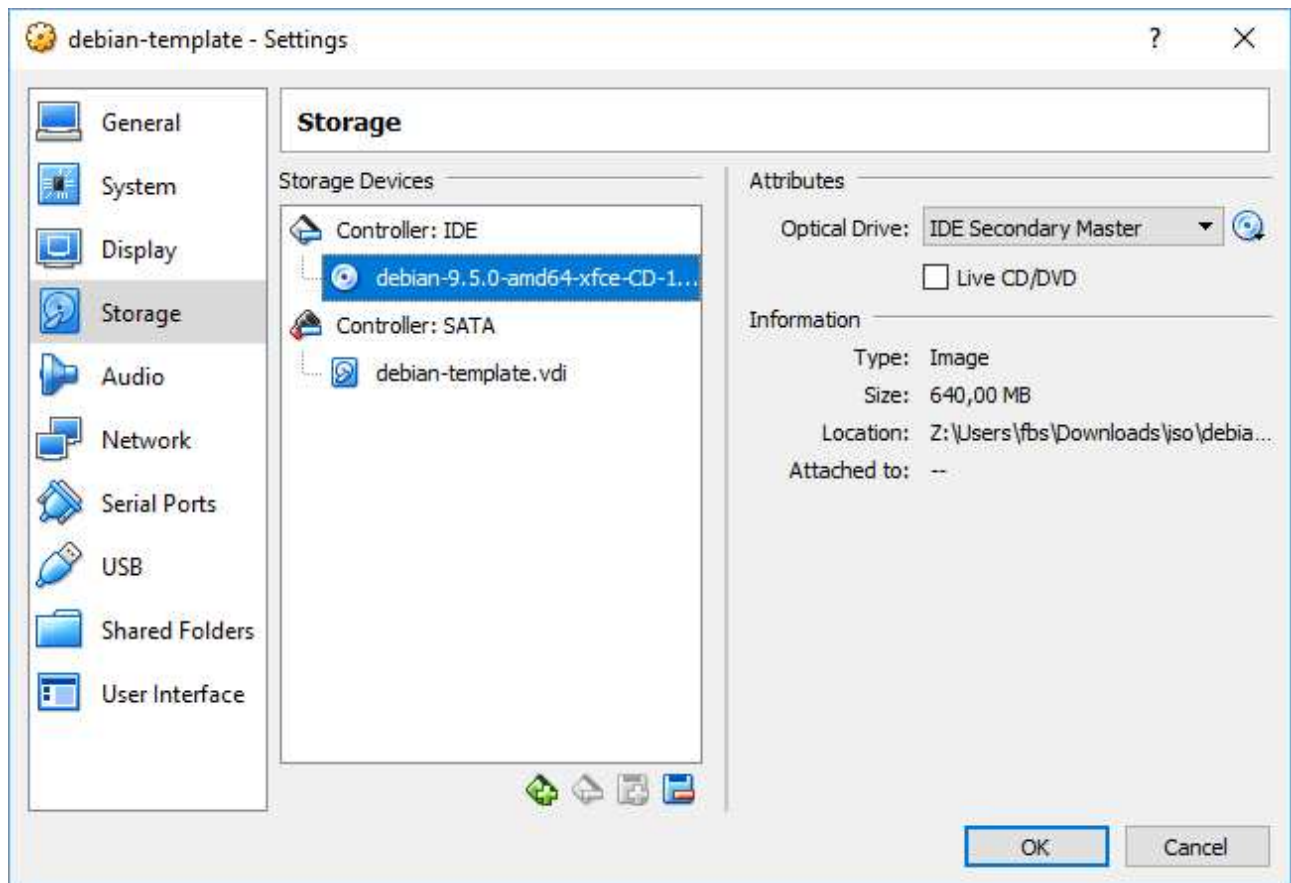 debian-template - Settings
?
General
System
Display
Storage
Audio
Network
Serial Ports
USB
Shared Folders
User Interface
Storage
Storage Devices
Controller: IDE
debian-9.5.0-amd64-xfce-CD-1...
Controller: SATA
debian-template.vdi
Attributes
Optical Drive: IDE Secondary Master
Live CD/DVD
Information
Type: Image
Size: 640,00 MB
Location: Z:\Users\fbs\Downloads\iso\debia...
Attached to: --
OK Cancel